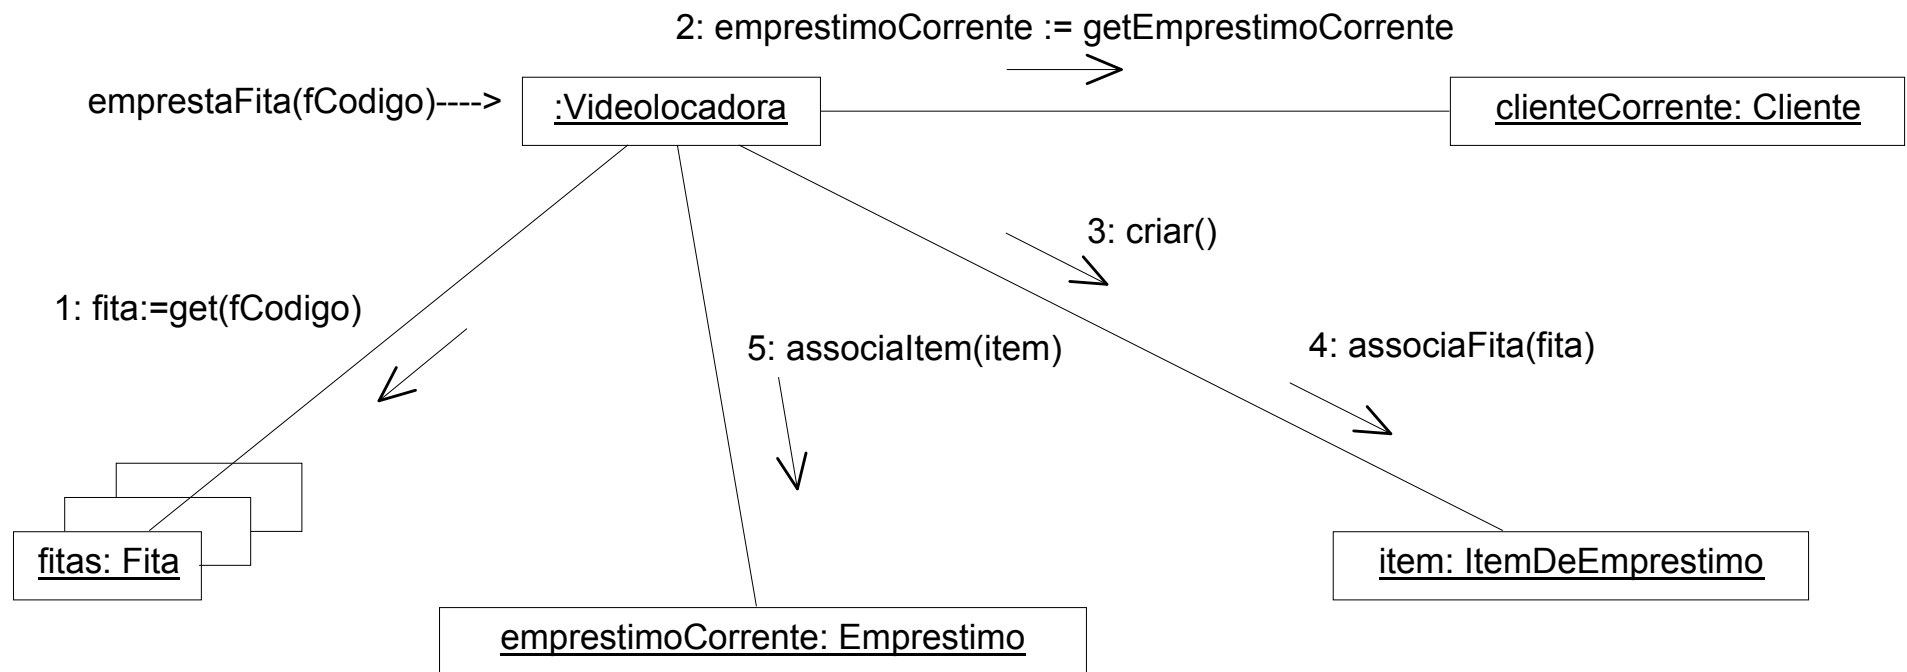 2: emprestimoCorrente := getEmprestimoCorrente
emprestaFita(fCodigo)---->
:Videolocadora
clienteCorrente: Cliente
3: criar()
1: fita:=get(fCodigo)
5: associaItem(item)
4: associaFita(fita)
fitas: Fita
item: ItemDeEmprestimo
emprestimoCorrente: Emprestimo